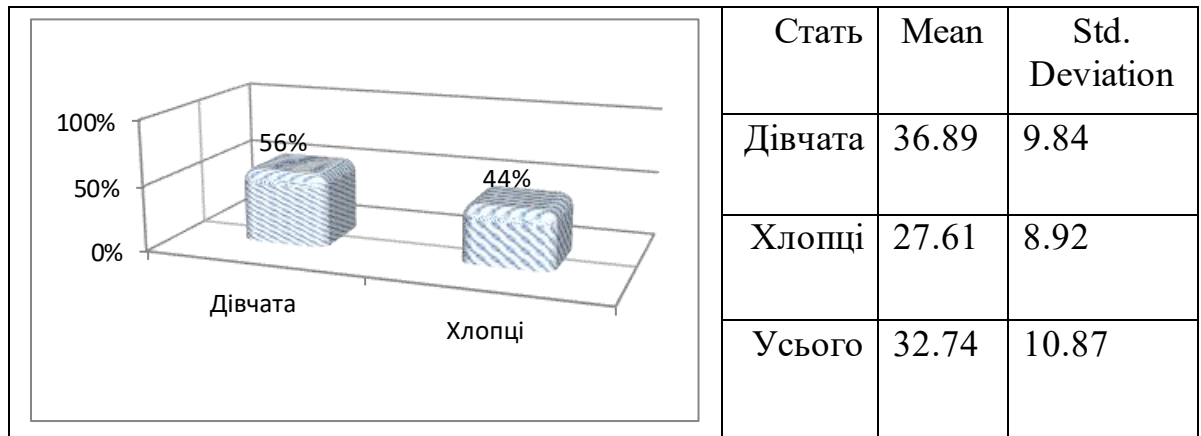 100%
50%
0%
56%
44%
Дівчата
Хлопці
Стать Mean Std.
Deviation
Дівчата 36.89 9.84
Хлопці 27.61 8.92
Усього 32.74 10.87